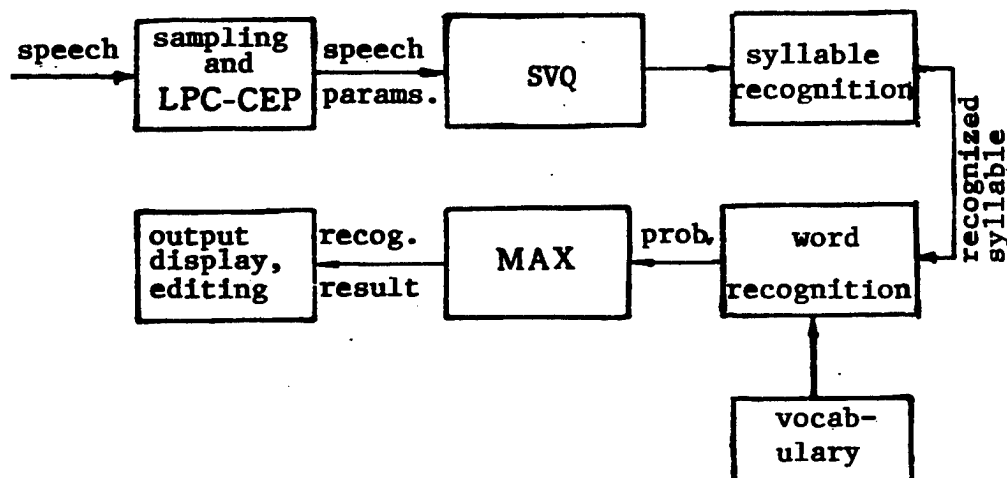 speech
sampling
and
LPC-CEP
speech
params.
SVQ
syllable
recognition
recognized
syllable
word
recognition
prob.
MAX
recog.
result
output
display,
editing
vocab-
ulary